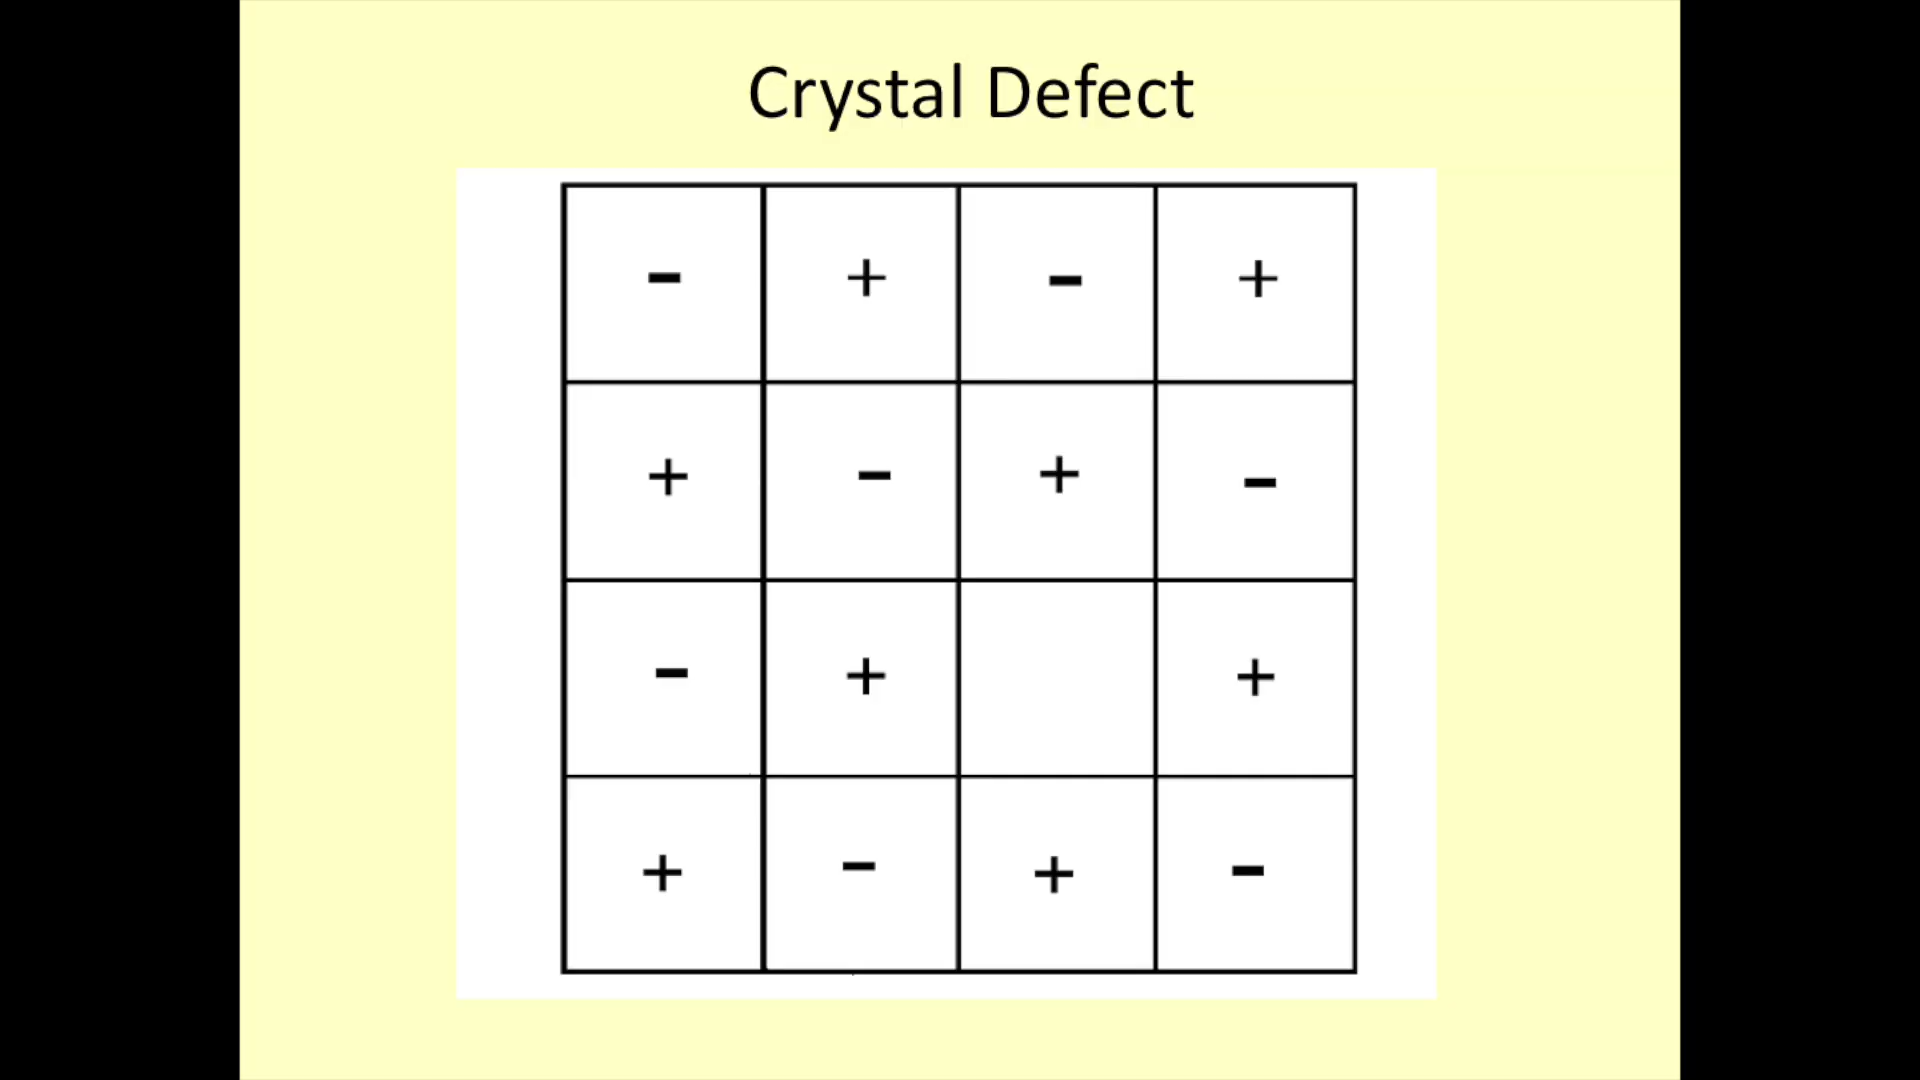 Crystal Defect
- + - +
+ - + -
- + +
+ - + -